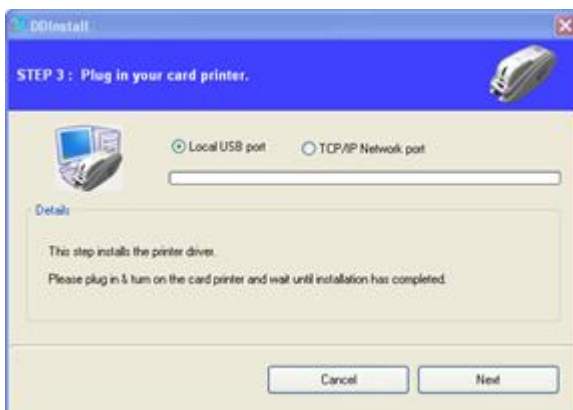 DDInstall
STEP 3 : Plug in your card printer.
Local USB port
TCP/IP Network port
Details
This step installs the printer driver.
Please plug in & turn on the card printer and wait until installation has completed.
Cancel
Next